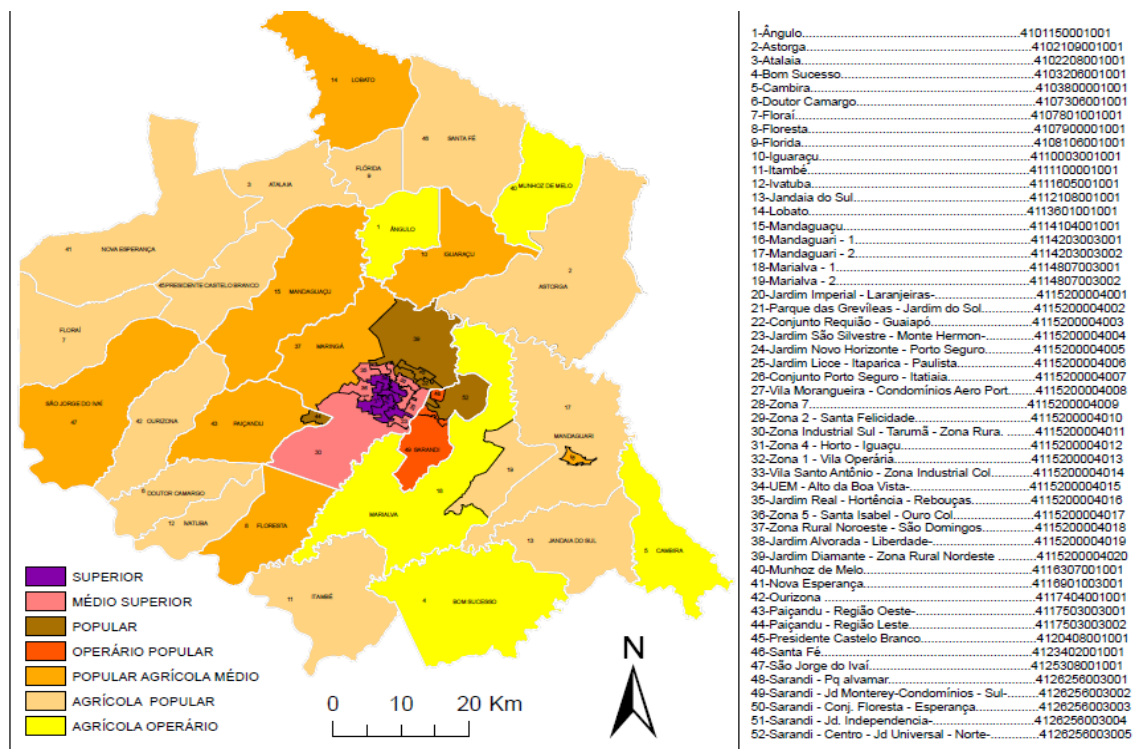 14 LOBATO
46 SANTA FÉ
FLÓRIDA
9
3 ATALAIA
40
MUNHOZ DE MELO
1 ÂNGULO
41 NOVA ESPERANÇA
10 IGUARAÇU
2
ASTORGA
45 PRESIDENTE CASTELO BRANCO
15 MANDAGUAÇU
FLORAÍ
7
37 MARINGÁ
39
52
SÃO JORGE DO IVAÍ
47
42 OURIZONA
43 PAIÇANDU
17
MANDAGUARI
49 SARANDI
30
19
18
MARIALVA
6
DOUTOR CAMARGO
12 IVATUBA
8 FLORESTA
13 JANDAIA DO SUL
5 CAMBIRA
11 ITAMBÉ
4 BOM SUCESSO
SUPERIOR
MÉDIO SUPERIOR
POPULAR
OPERÁRIO POPULAR
POPULAR AGRÍCOLA MÉDIO
AGRÍCOLA POPULAR
AGRÍCOLA OPERÁRIO
0 10 20 Km
N
1-Ângulo..........4101150001001
2-Astorga..........4102109001001
3-Atalaia..........4102208001001
4-Bom Sucesso..........4103206001001
5-Cambira..........4103800001001
6-Doutor Camargo..........4107306001001
7-Floraí..........4107801001001
8-Floresta..........4107900001001
9-Florida..........4108106001001
10-Iguaraçu..........4110003001001
11-Itambé..........4111100001001
12-Ivatuba..........4111605001001
13-Jandaia do Sul..........4112108001001
14-Lobato..........4113601001001
15-Mandaguaçu..........4114104001001
16-Mandaguari - 1..........4114203003001
17-Mandaguari - 2..........4114203003002
18-Marialva - 1..........4114807003001
19-Marialva - 2..........4114807003002
20-Jardim Imperial - Laranjeiras-..........4115200004001
21-Parque das Grevíleas - Jardim do Sol..........4115200004002
22-Conjunto Requião - Guaiapó..........4115200004003
23-Jardim São Silvestre - Monte Hermon-..........4115200004004
24-Jardim Novo Horizonte - Porto Seguro..........4115200004005
25-Jardim Licce - Itaparica - Paulista..........4115200004006
26-Conjunto Porto Seguro - Itatiaia..........4115200004007
27-Vila Morangueira - Condomínios Aero Port..........4115200004008
28-Zona 7..........4115200004009
29-Zona 2 - Santa Felicidade..........4115200004010
30-Zona Industrial Sul - Tarumã - Zona Rura..........4115200004011
31-Zona 4 - Horto - Iguaçu..........4115200004012
32-Zona 1 - Vila Operária..........4115200004013
33-Vila Santo Antônio - Zona Industrial Col..........4115200004014
34-UEM - Alto da Boa Vista-..........4115200004015
35-Jardim Real - Hortência - Rebouças..........4115200004016
36-Zona 5 - Santa Isabel - Ouro Col..........4115200004017
37-Zona Rural Noroeste - São Domingos..........4115200004018
38-Jardim Alvorada - Liberdade-..........4115200004019
39-Jardim Diamante - Zona Rural Nordeste ..........4115200004020
40-Munhoz de Melo..........4116307001001
41-Nova Esperança..........4116901003001
42-Ourizona ..........4117404001001
43-Paiçandu - Região Oeste-..........4117503003001
44-Paiçandu - Região Leste..........4117503003002
45-Presidente Castelo Branco..........4120408001001
46-Santa Fé..........4123402001001
47-São Jorge do Ivaí..........4125308001001
48-Sarandi - Pq alvamar..........4126256003001
49-Sarandi - Jd Monterey-Condomínios - Sul-..........4126256003002
50-Sarandi - Conj. Floresta - Esperança..........4126256003003
51-Sarandi - Jd. Independencia-..........4126256003004
52-Sarandi - Centro - Jd Universal - Norte-..........4126256003005